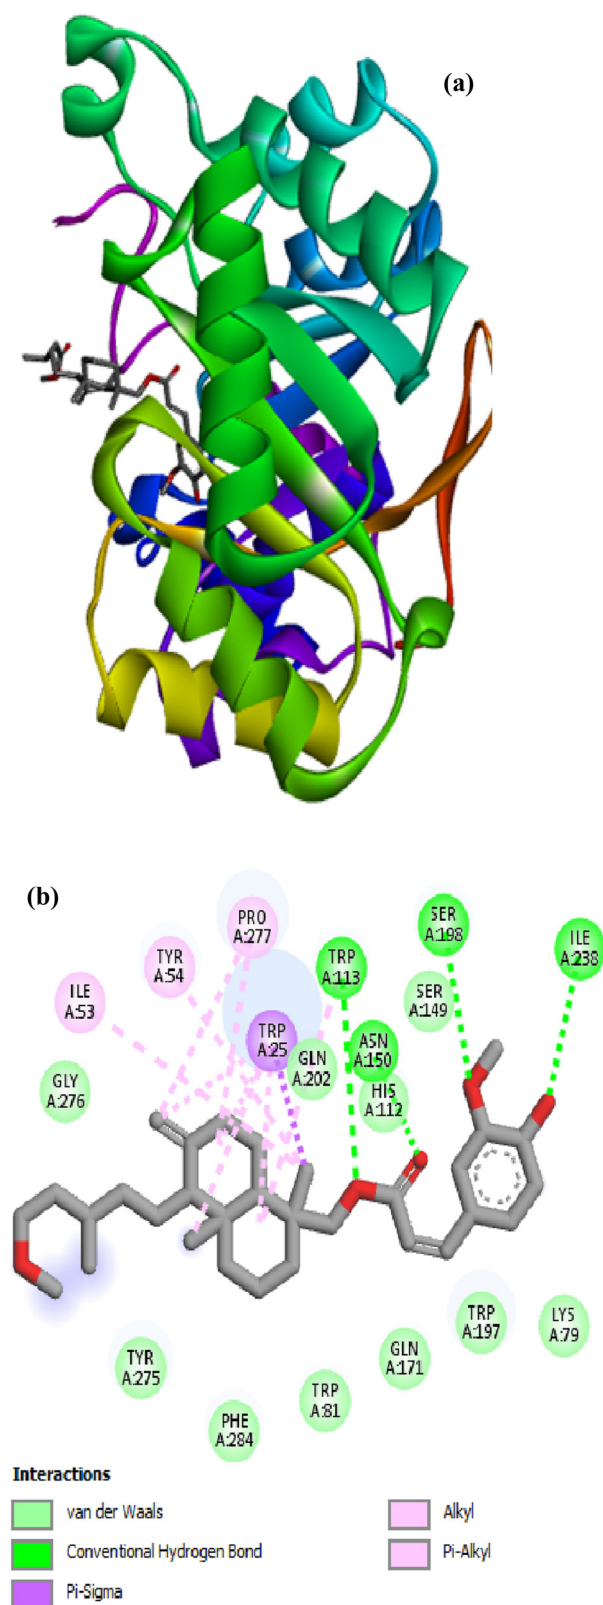 (a)
(b)
PRO
A:277
SER
A:198
ILE
A:238
TYR
A:54
TRP
A:113
ILE
A:53
SER
A:149
TRP
A:25
GLN
A:202
ASN
A:150
HIS
A:112
GLY
A:276
TRP
A:197
LYS
A:79
GLN
A:171
TYR
A:275
TRP
A:81
PHE
A:284
Interactions
van der Waals
Conventional Hydrogen Bond
Pi-Sigma
Alkyl
Pi-Alkyl